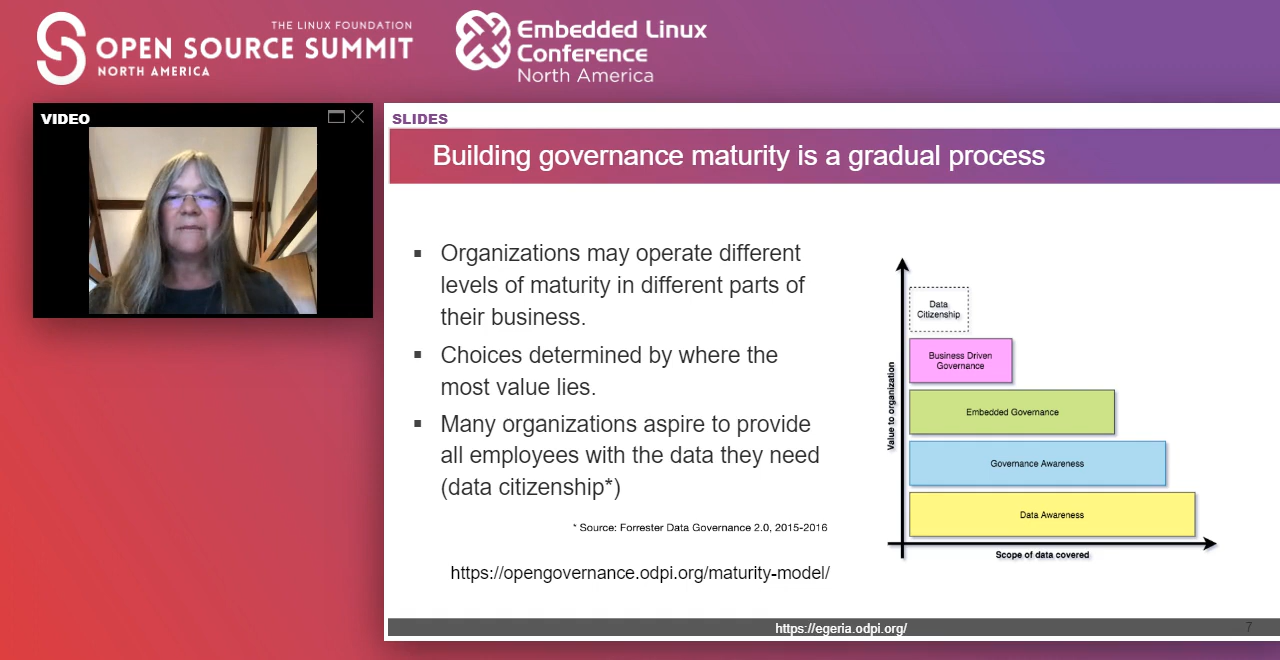 THE LINUX FOUNDATION
OPEN SOURCE SUMMIT
NORTH AMERICA
Embedded Linux
Conference
North America
VIDEO
SLIDES
Building governance maturity is a gradual process
▪ Organizations may operate different
levels of maturity in different parts of
their business.
▪ Choices determined by where the
most value lies.
▪ Many organizations aspire to provide
all employees with the data they need
(data citizenship*)
* Source: Forrester Data Governance 2.0, 2015-2016
https://opengovernance.odpi.org/maturity-model/
Value to organization
Data
Citizenship
Business Driven
Governance
Embedded Governance
Governance Awareness
Data Awareness
Scope of data covered
https://egeria.odpi.org/
7